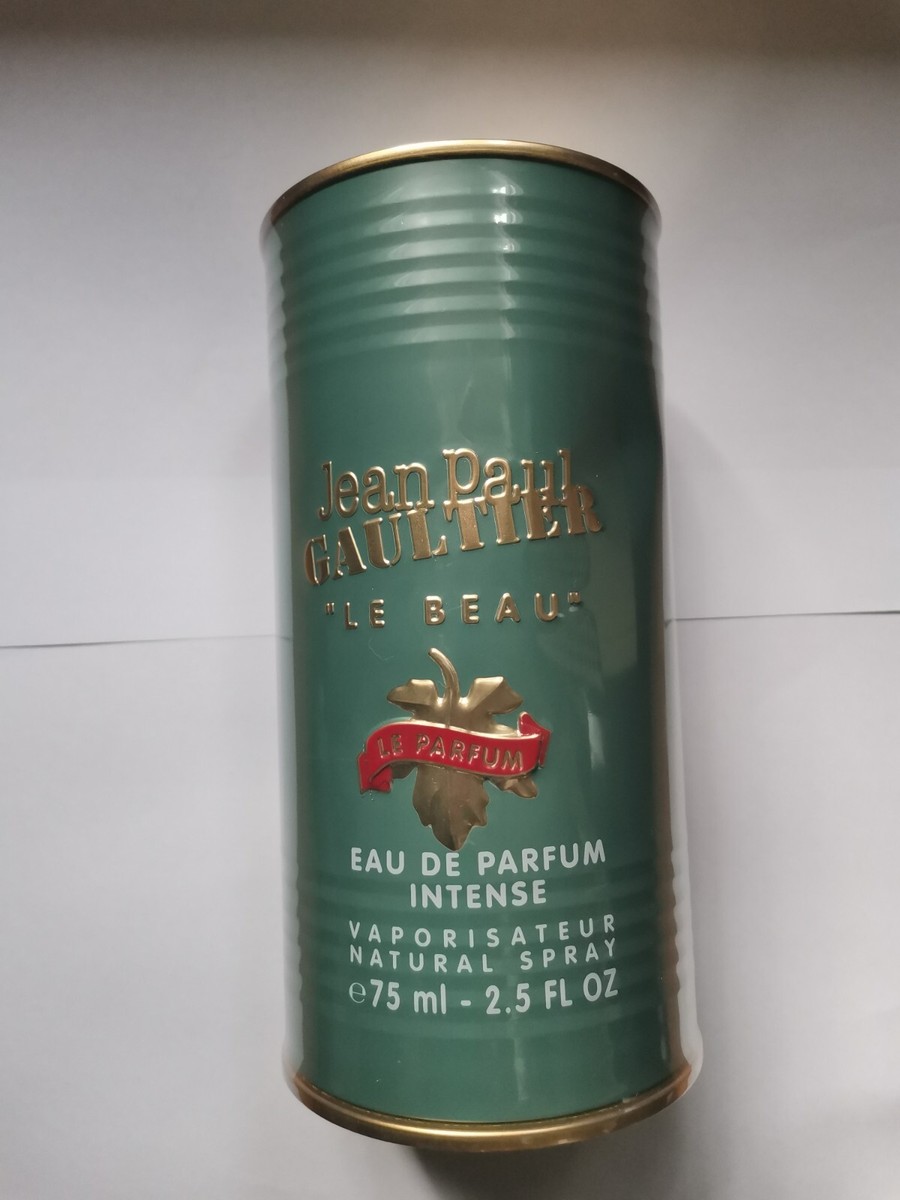 Jean Paul
GAULTIER
"LE BEAU"
LE PARFUM
EAU DE PARFUM
INTENSE
VAPORISATEUR
NATURAL SPRAY
℮75 ml - 2.5 FL OZ